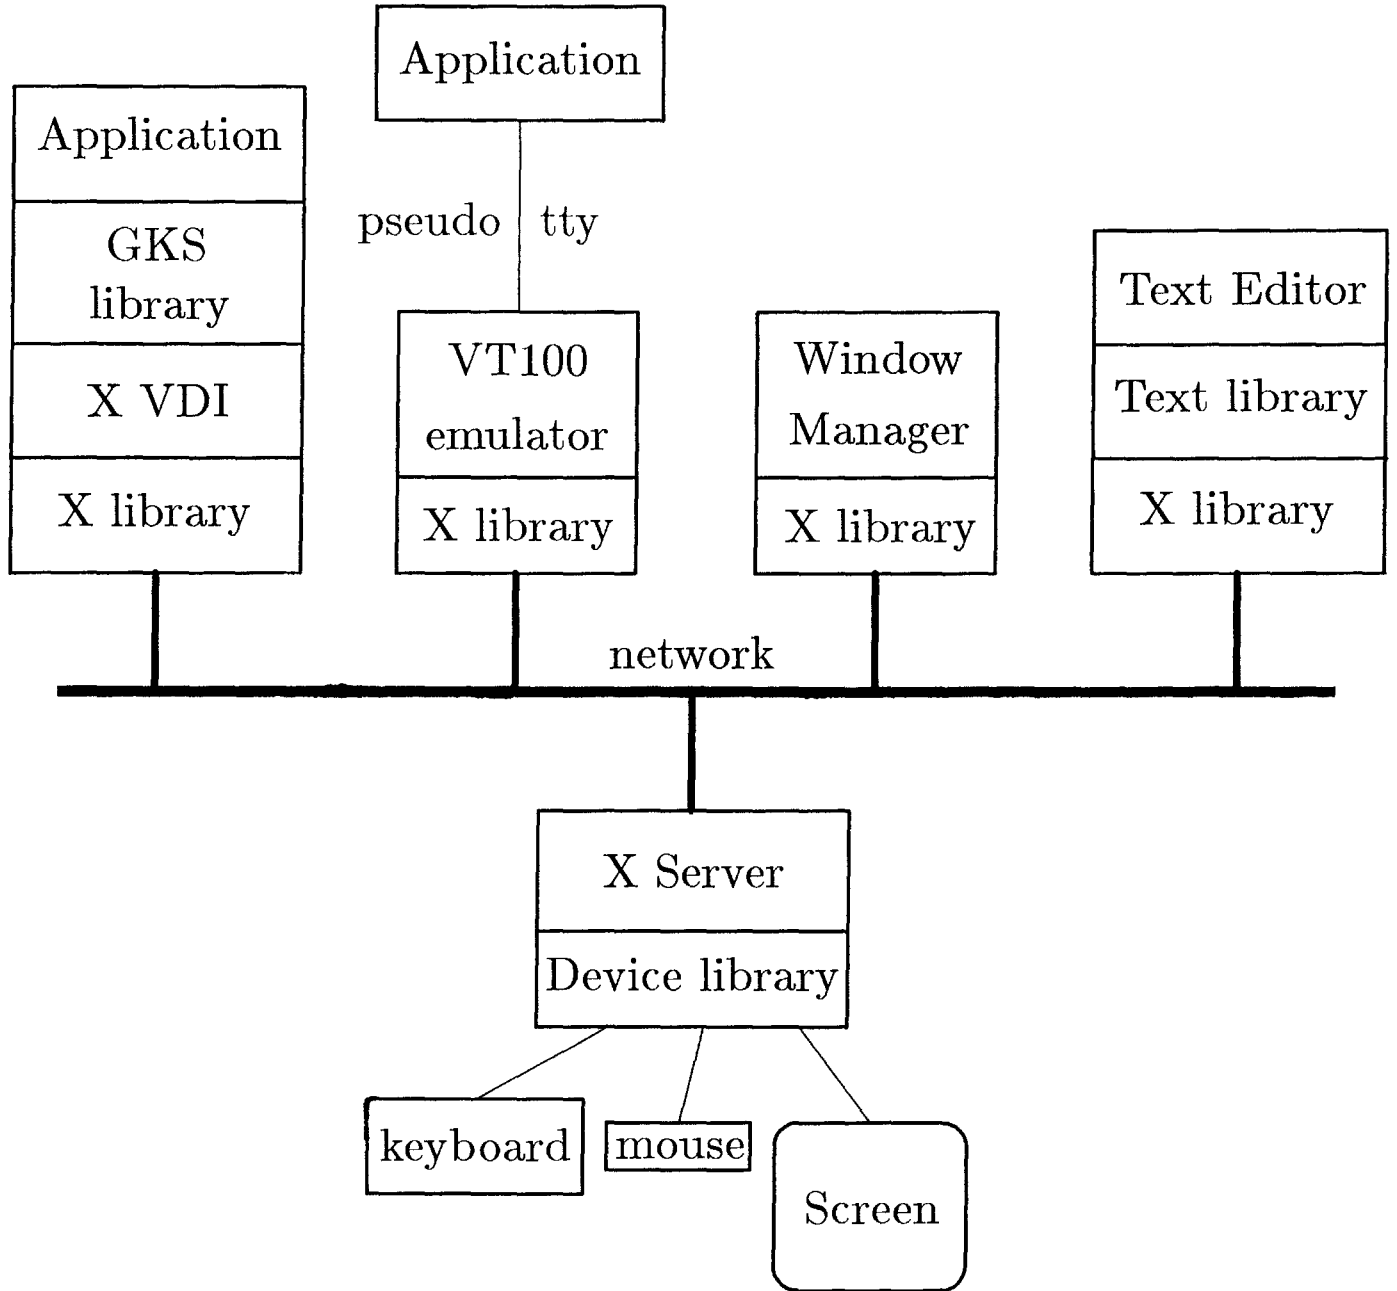 Application
Application
GKS
library
X VDI
X library
pseudo tty
VT100
emulator
X library
Window
Manager
X library
Text Editor
Text library
X library
network
X Server
Device library
keyboard
mouse
Screen